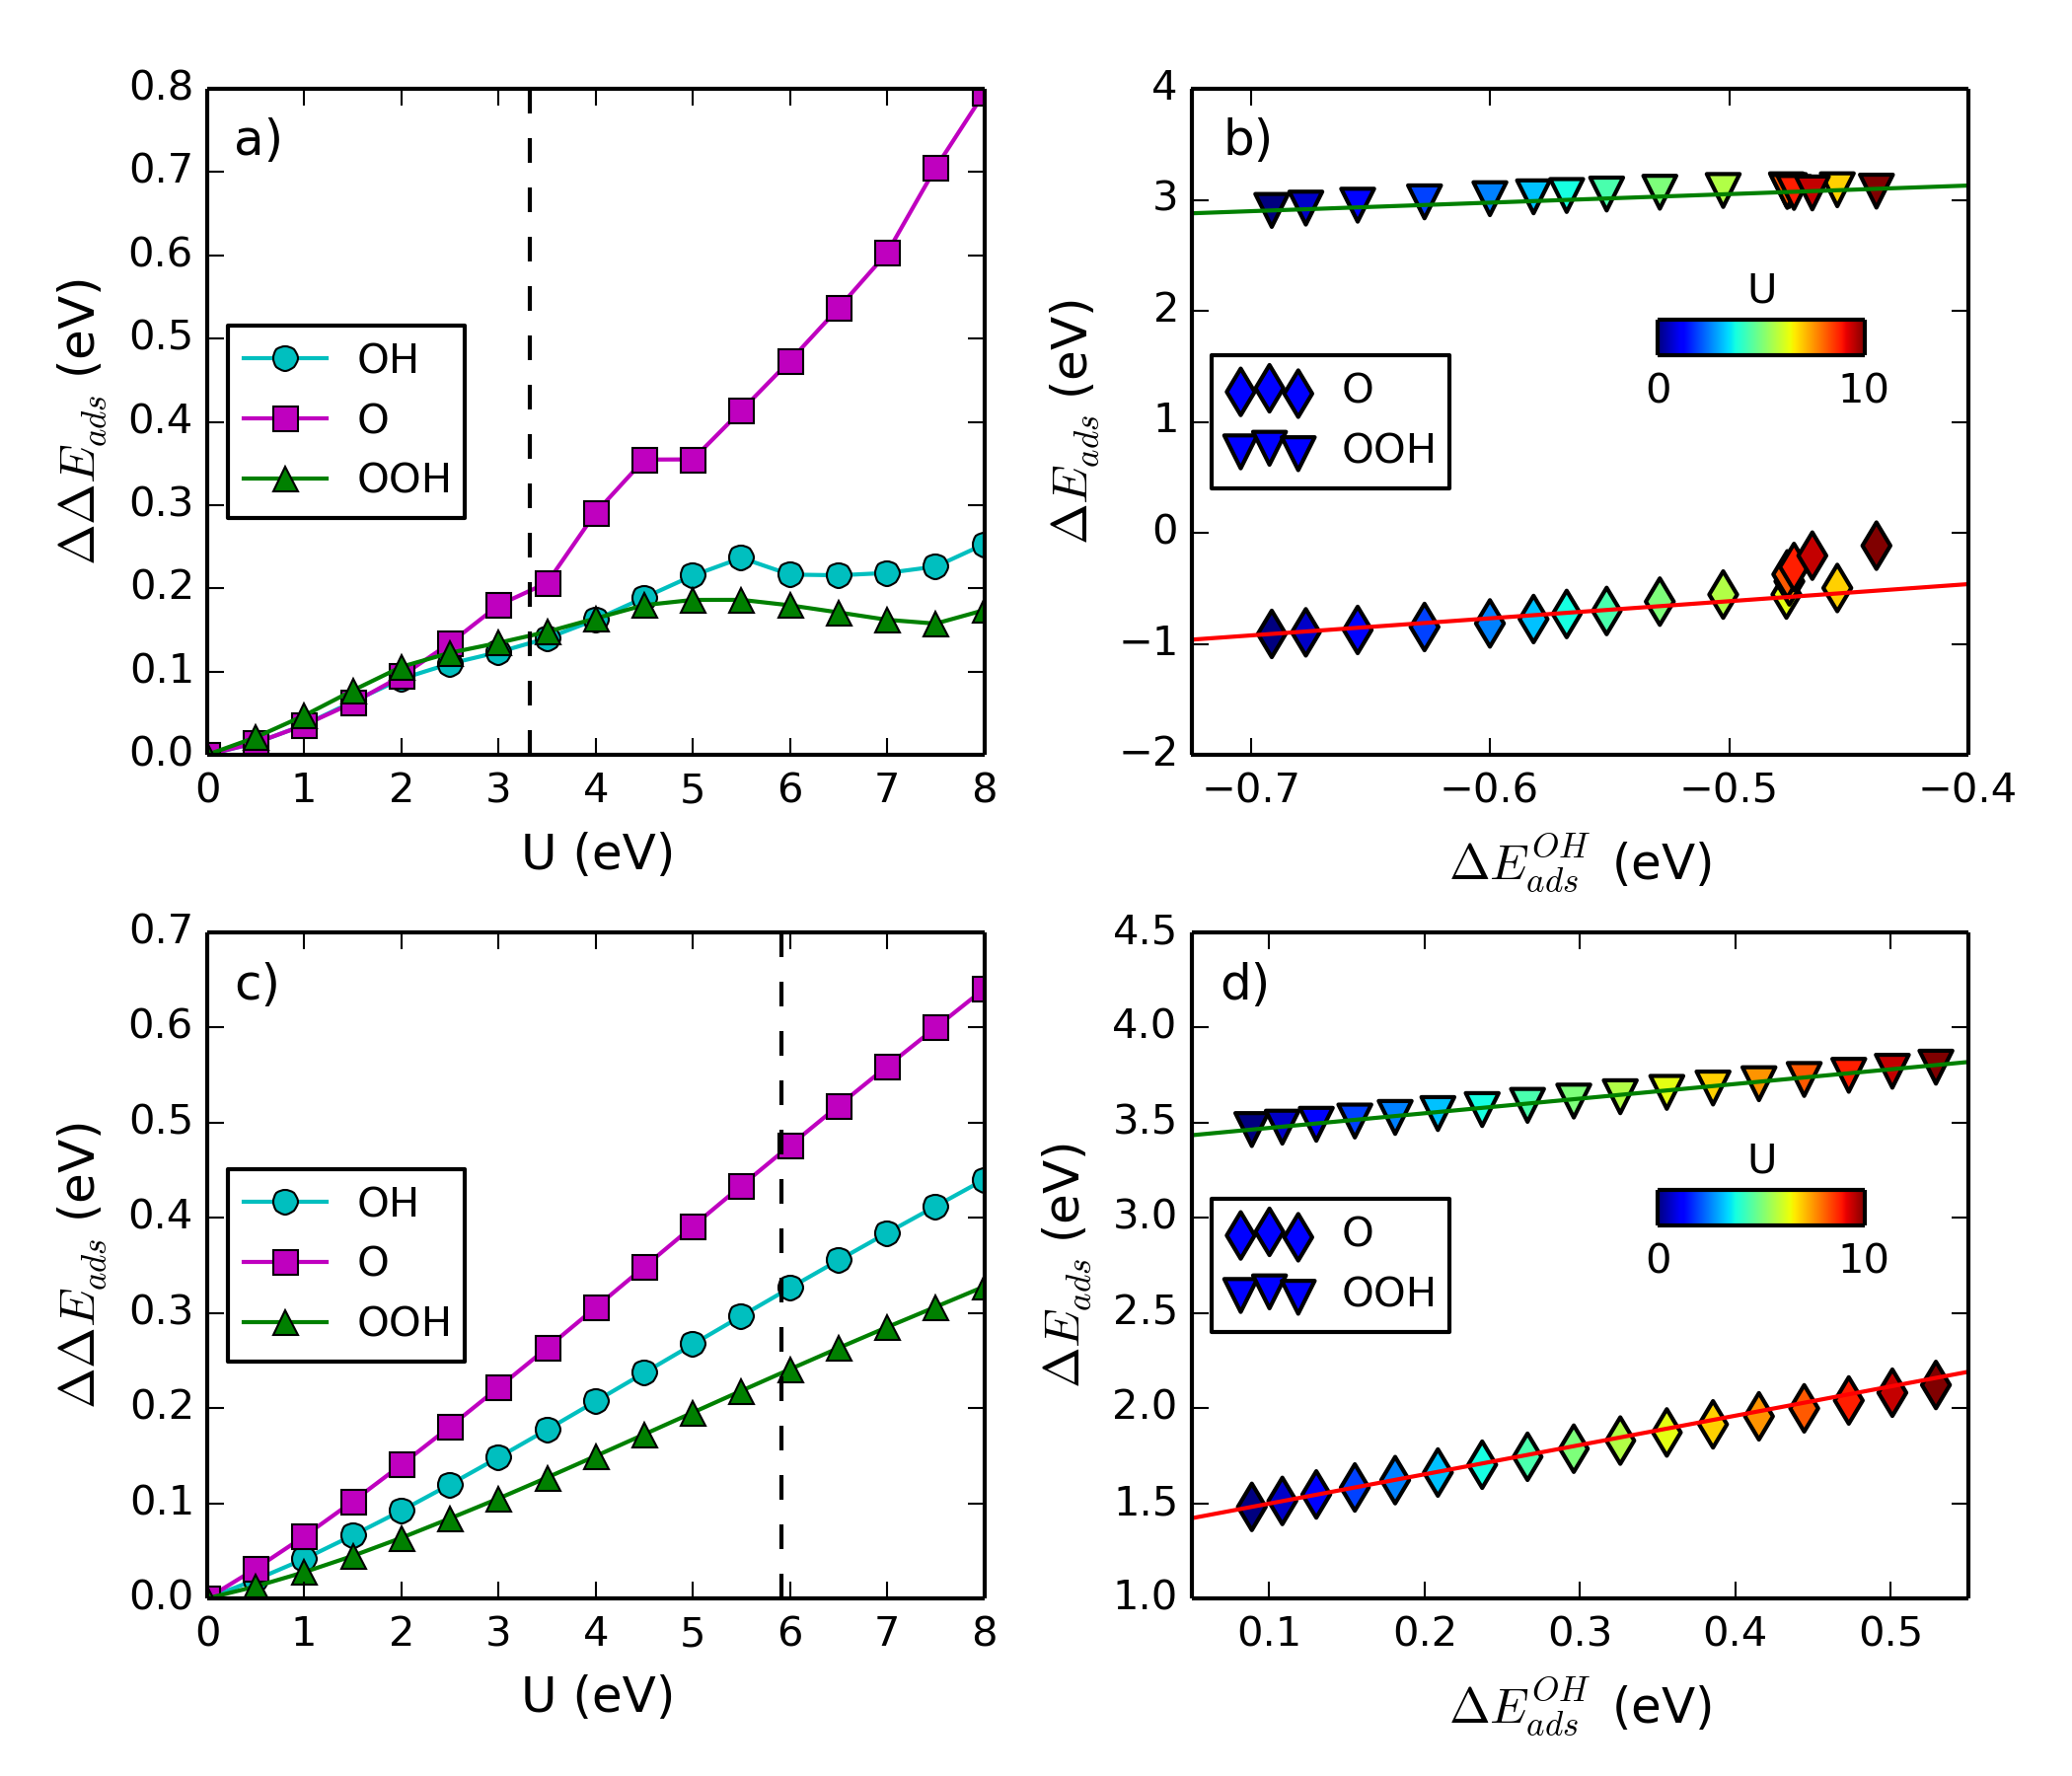 a)
0.8
0.7
0.6
0.5
0.4
0.3
0.2
0.1
0.0
ΔΔE_ads (eV)
OH
O
OOH
0 1 2 3 4 5 6 7 8
U (eV)
b)
4
3
2
1
0
−1
−2
ΔE_ads (eV)
U
0 10
O
OOH
−0.7 −0.6 −0.5 −0.4
ΔE_ads^OH (eV)
c)
0.7
0.6
0.5
0.4
0.3
0.2
0.1
0.0
ΔΔE_ads (eV)
OH
O
OOH
0 1 2 3 4 5 6 7 8
U (eV)
d)
4.5
4.0
3.5
3.0
2.5
2.0
1.5
1.0
ΔE_ads (eV)
U
0 10
O
OOH
0.1 0.2 0.3 0.4 0.5
ΔE_ads^OH (eV)